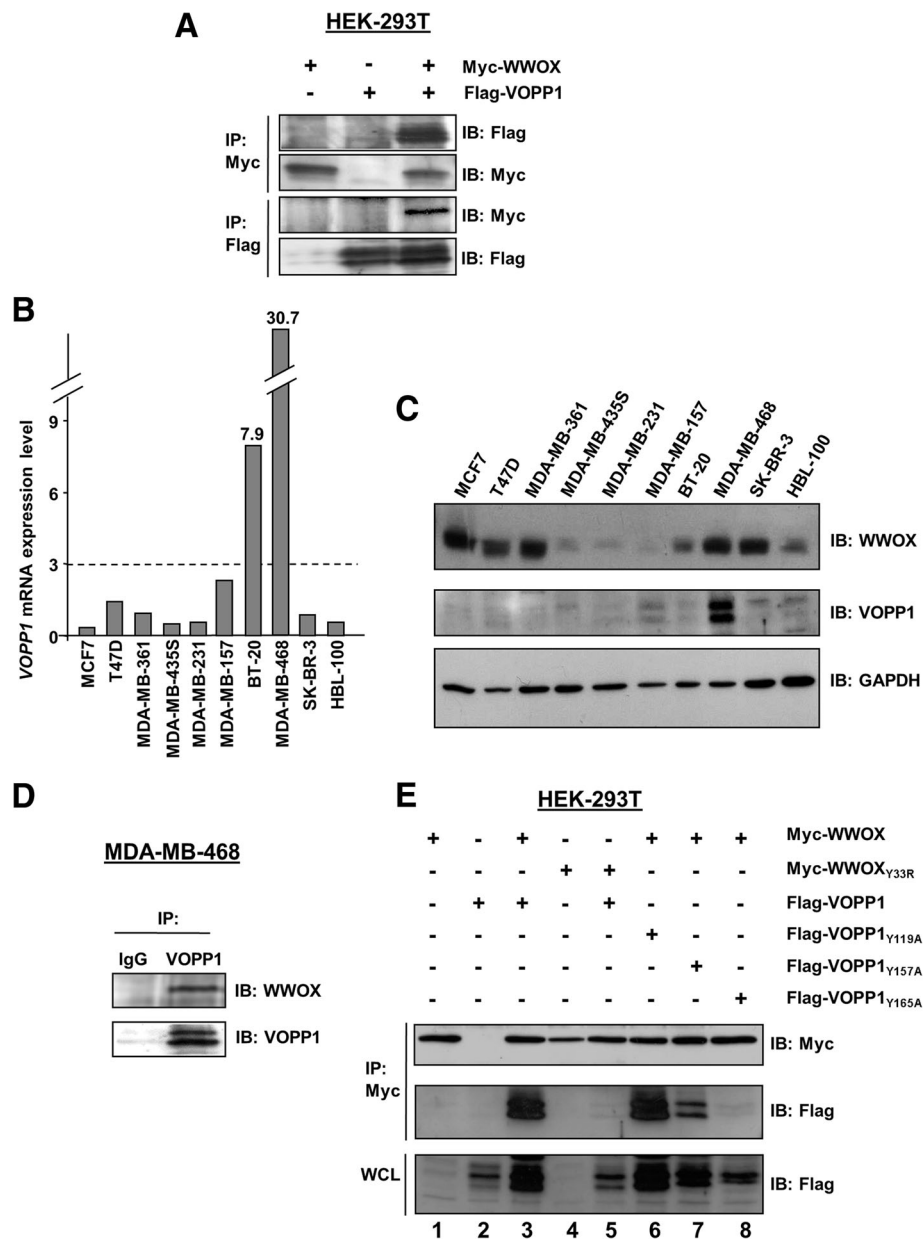 A
HEK-293T
+ - + Myc-WWOX
- + + Flag-VOPP1
IP:
Myc
IB: Flag
IB: Myc
IP:
Flag
IB: Myc
IB: Flag
B
VOPP1 mRNA expression level
9
6
3
0
7.9
30.7
MCF7
T47D
MDA-MB-361
MDA-MB-435S
MDA-MB-231
MDA-MB-157
BT-20
MDA-MB-468
SK-BR-3
HBL-100
C
MCF7
T47D
MDA-MB-361
MDA-MB-435S
MDA-MB-231
MDA-MB-157
BT-20
MDA-MB-468
SK-BR-3
HBL-100
IB: WWOX
IB: VOPP1
IB: GAPDH
D
MDA-MB-468
IP:
IgG VOPP1
IB: WWOX
IB: VOPP1
E
HEK-293T
+ - + - - + + + Myc-WWOX
- - - + + - - - Myc-WWOXY33R
- + + - + - - - Flag-VOPP1
- - - - - + - - Flag-VOPP1Y119A
- - - - - - + - Flag-VOPP1Y157A
- - - - - - - + Flag-VOPP1Y165A
IP:
Myc
IB: Myc
IB: Flag
WCL
IB: Flag
1 2 3 4 5 6 7 8